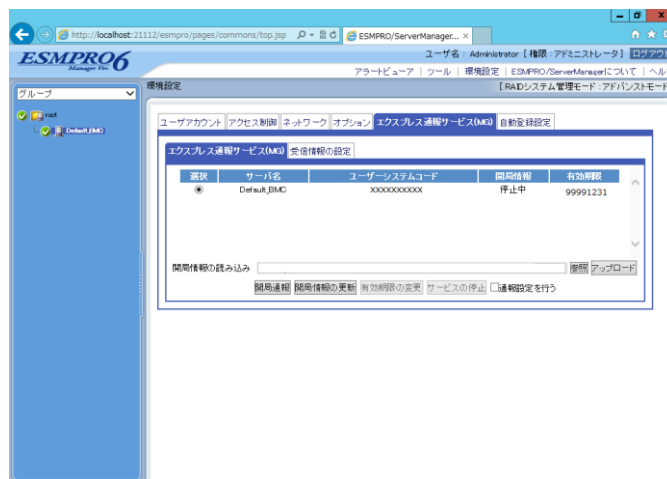 http://localhost:21112/esmpro/pages/commons/top.jsp
ESMPRO/ServerManager...
ESMPRO6
Manager Ver.
ユーザ名 : Administrator [ 権限 : アドミニストレータ ] ログアウ
アラートビューア | ツール | 環境設定 | ESMPRO/ServerManagerについて | ヘル
グループ
環境設定
[ RAIDシステム管理モード : アドバンストモード
root
Default_BMC
ユーザアカウント アクセス制御 ネットワーク オプション エクスプレス通報サービス(MG) 自動登録設定
エクスプレス通報サービス(MG) 受信情報の設定
選択 サーバ名 ユーザーシステムコード 開局情報 有効期限
Default_BMC XXXXXXXXXX 停止中 99991231
開局情報の読み込み 参照 アップロード
開局通報 開局情報の更新 有効期限の変更 サービスの停止 通報設定を行う